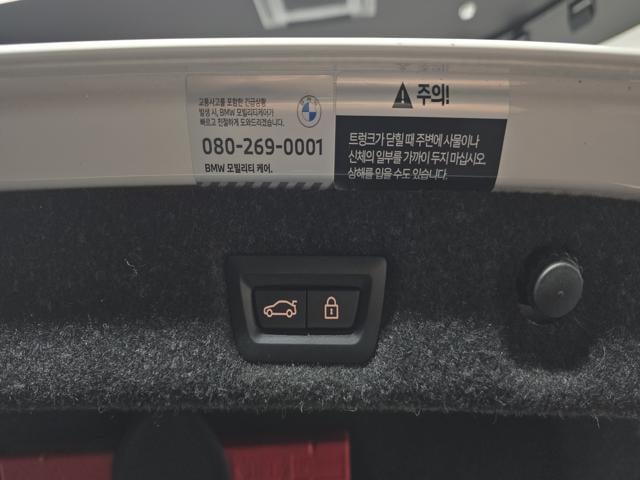 교통사고를 포함한 긴급상황
발생 시, BMW 모빌리티케어가
빠르고 친절하게 도와드리겠습니다.
080-269-0001
BMW 모빌리티 케어.
주의!
트렁크가 닫힐 때 주변에 사물이나
신체의 일부를 가까이 두지 마십시오.
상해를 입을 수도 있습니다.